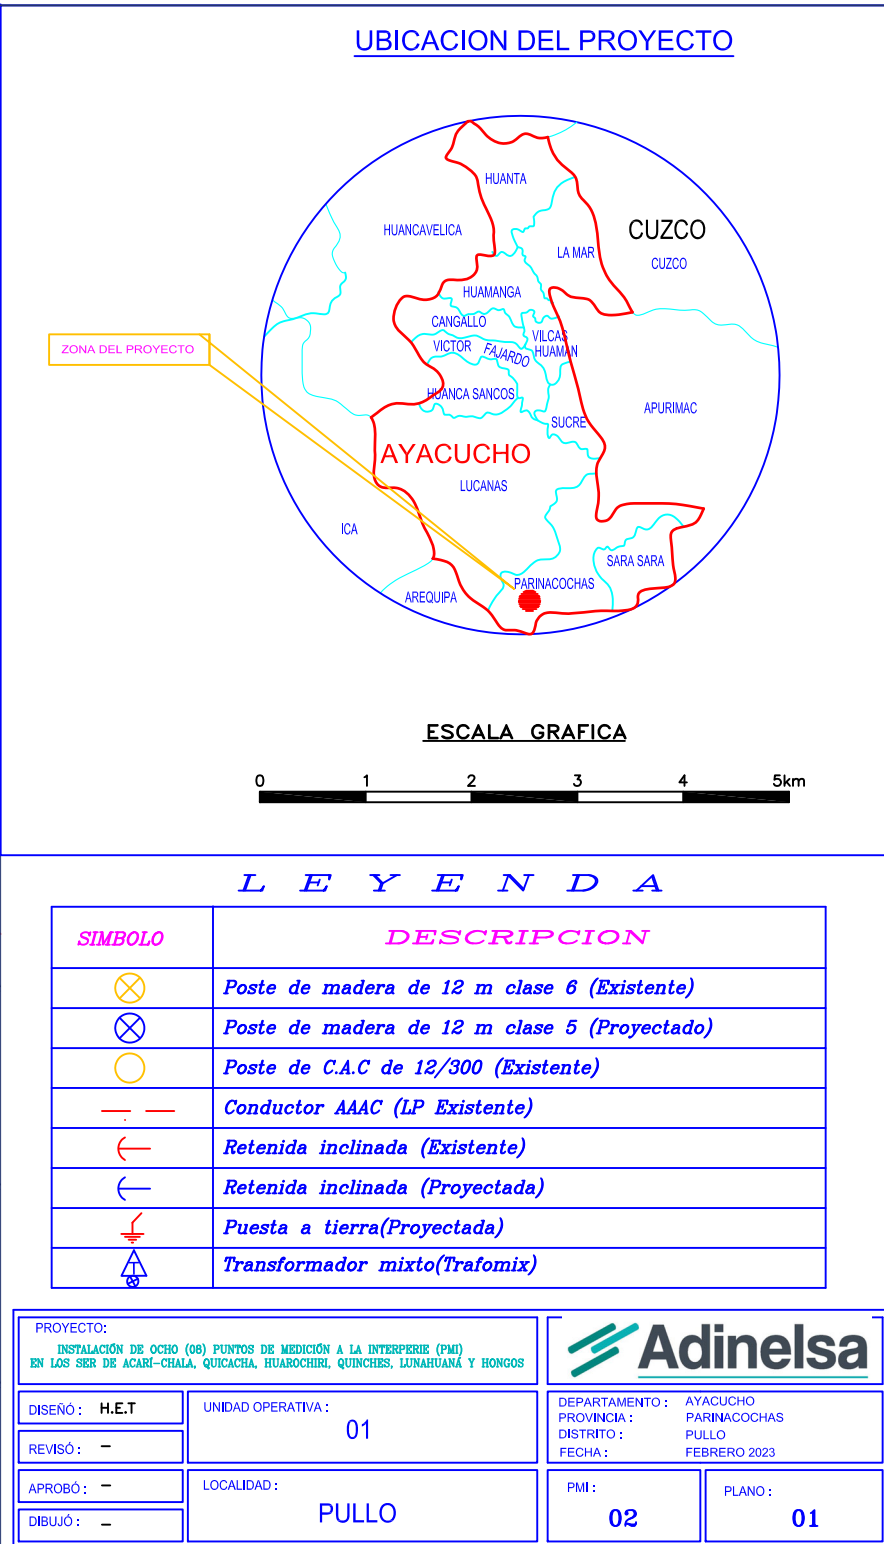 UBICACION DEL PROYECTO
HUANTA
HUANCAVELICA
CUZCO
LA MAR
CUZCO
HUAMANGA
CANGALLO
VILCAS
HUAMAN
VICTOR FAJARDO
ZONA DEL PROYECTO
HUANCA SANCOS
APURIMAC
SUCRE
AYACUCHO
LUCANAS
ICA
SARA SARA
PARINACOCHAS
AREQUIPA
ESCALA GRAFICA
0 1 2 3 4 5km
LEYENDA
SIMBOLO DESCRIPCION
Poste de madera de 12 m clase 6 (Existente)
Poste de madera de 12 m clase 5 (Proyectado)
Poste de C.A.C de 12/300 (Existente)
Conductor AAAC (LP Existente)
Retenida inclinada (Existente)
Retenida inclinada (Proyectada)
Puesta a tierra(Proyectada)
Transformador mixto(Trafomix)
PROYECTO:
INSTALACIÓN DE OCHO (08) PUNTOS DE MEDICIÓN A LA INTERPERIE (PMI)
EN LOS SER DE ACARÍ-CHALA, QUICACHA, HUAROCHIRI, QUINCHES, LUNAHUANÁ Y HONGOS
Adinelsa
DISEÑÓ : H.E.T
REVISÓ : –
APROBÓ : –
DIBUJÓ : –
UNIDAD OPERATIVA :
01
LOCALIDAD :
PULLO
DEPARTAMENTO : AYACUCHO
PROVINCIA : PARINACOCHAS
DISTRITO : PULLO
FECHA : FEBRERO 2023
PMI :
02
PLANO :
01